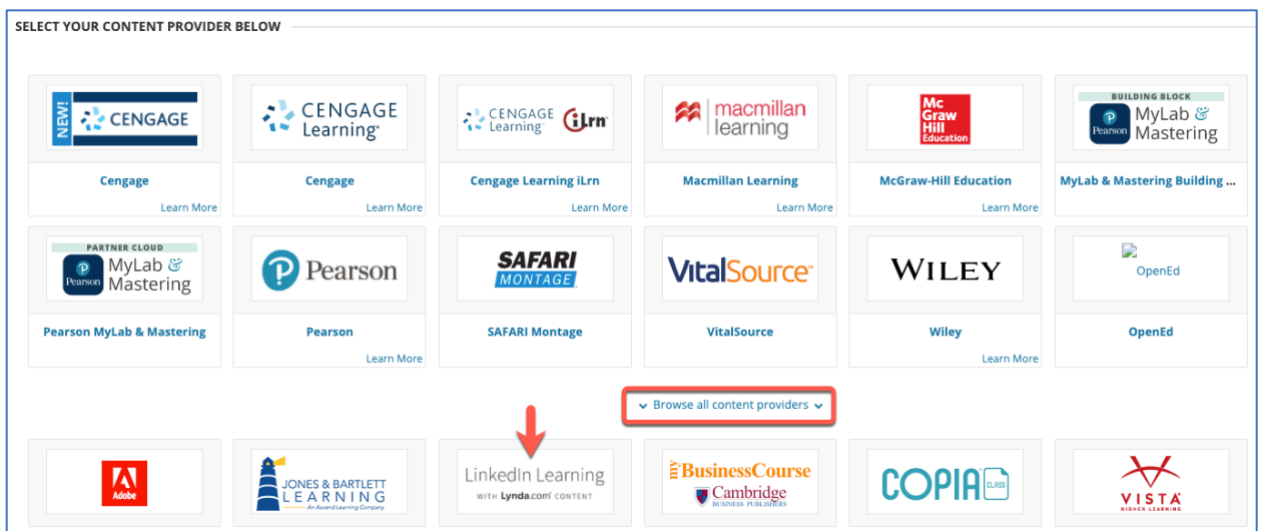 SELECT YOUR CONTENT PROVIDER BELOW
NEW!
CENGAGE
CENGAGE
Learning
CENGAGE
Learning
iLrn
macmillan
learning
Mc
Graw
Hill
Education
BUILDING BLOCK
Pearson
MyLab &
Mastering
Cengage
Cengage
Cengage Learning iLrn
Macmillan Learning
McGraw-Hill Education
MyLab & Mastering Building ...
Learn More
Learn More
Learn More
Learn More
Learn More
PARTNER CLOUD
Pearson
MyLab &
Mastering
Pearson
SAFARI
MONTAGE
VitalSource
WILEY
OpenEd
Pearson MyLab & Mastering
Pearson
SAFARI Montage
VitalSource
Wiley
OpenEd
Learn More
Learn More
Browse all content providers
Adobe
JONES & BARTLETT
LEARNING
An Ascend Learning Company
LinkedIn Learning
WITH Lynda.com CONTENT
myBusinessCourse
Cambridge
BUSINESS PUBLISHERS
COPIA
CLASS
VISTA
HIGHER LEARNING